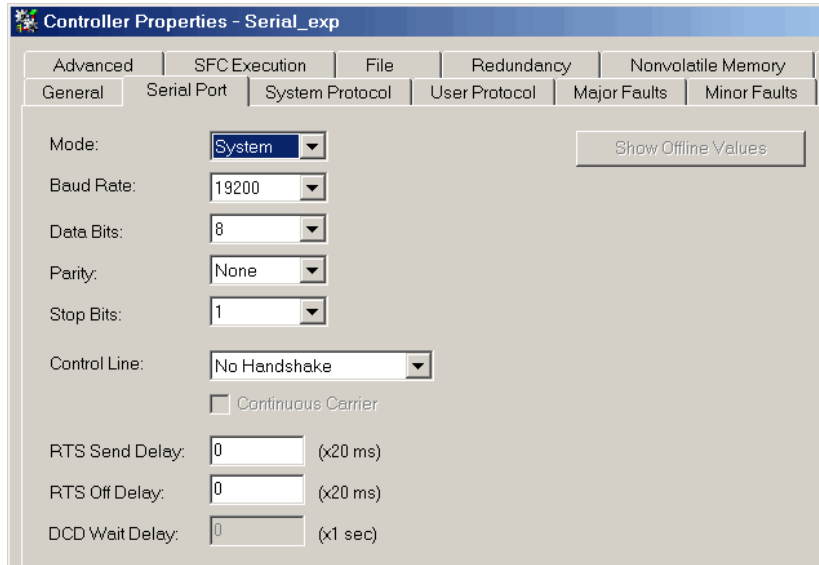 Controller Properties - Serial_exp
Advanced SFC Execution File Redundancy Nonvolatile Memory
General Serial Port System Protocol User Protocol Major Faults Minor Faults
Mode: System Show Offline Values
Baud Rate: 19200
Data Bits: 8
Parity: None
Stop Bits: 1
Control Line: No Handshake
Continuous Carrier
RTS Send Delay: 0 (x20 ms)
RTS Off Delay: 0 (x20 ms)
DCD Wait Delay: 0 (x1 sec)